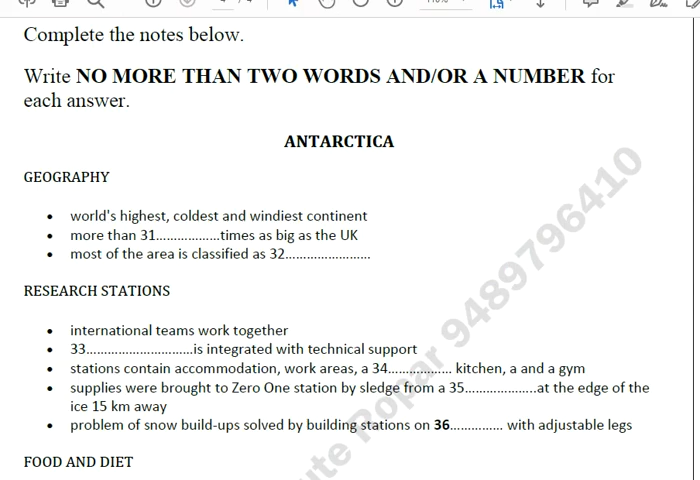 Complete the notes below.
Write NO MORE THAN TWO WORDS AND/OR A NUMBER for
each answer.
ANTARCTICA
GEOGRAPHY
• world's highest, coldest and windiest continent
• more than 31..................times as big as the UK
• most of the area is classified as 32........................
RESEARCH STATIONS
• international teams work together
• 33..............................is integrated with technical support
• stations contain accommodation, work areas, a 34.................. kitchen, a and a gym
• supplies were brought to Zero One station by sledge from a 35....................at the edge of the
ice 15 km away
• problem of snow build-ups solved by building stations on 36............... with adjustable legs
FOOD AND DIET
Ropar 9489796410